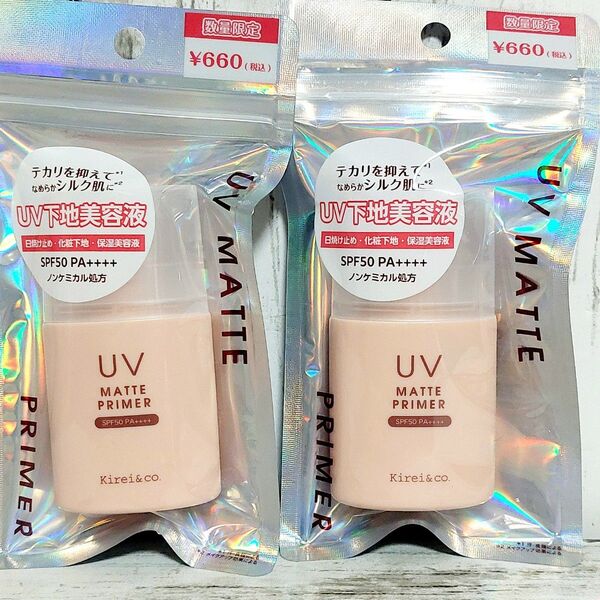 数量限定
¥660(税込)
テカリを抑えて*1
なめらかシルク肌に*2
UV下地美容液
日焼け止め・化粧下地・保湿美容液
SPF50 PA++++
ノンケミカル処方
UV MATTE
PRIMER
UV
MATTE
PRIMER
SPF50 PA++++
Kirei&co.
数量限定
¥660(税込)
テカリを抑えて*1
なめらかシルク肌に*2
UV下地美容液
日焼け止め・化粧下地・保湿美容液
SPF50 PA++++
ノンケミカル処方
UV MATTE
PRIMER
UV
MATTE
PRIMER
SPF50 PA++++
Kirei&co.